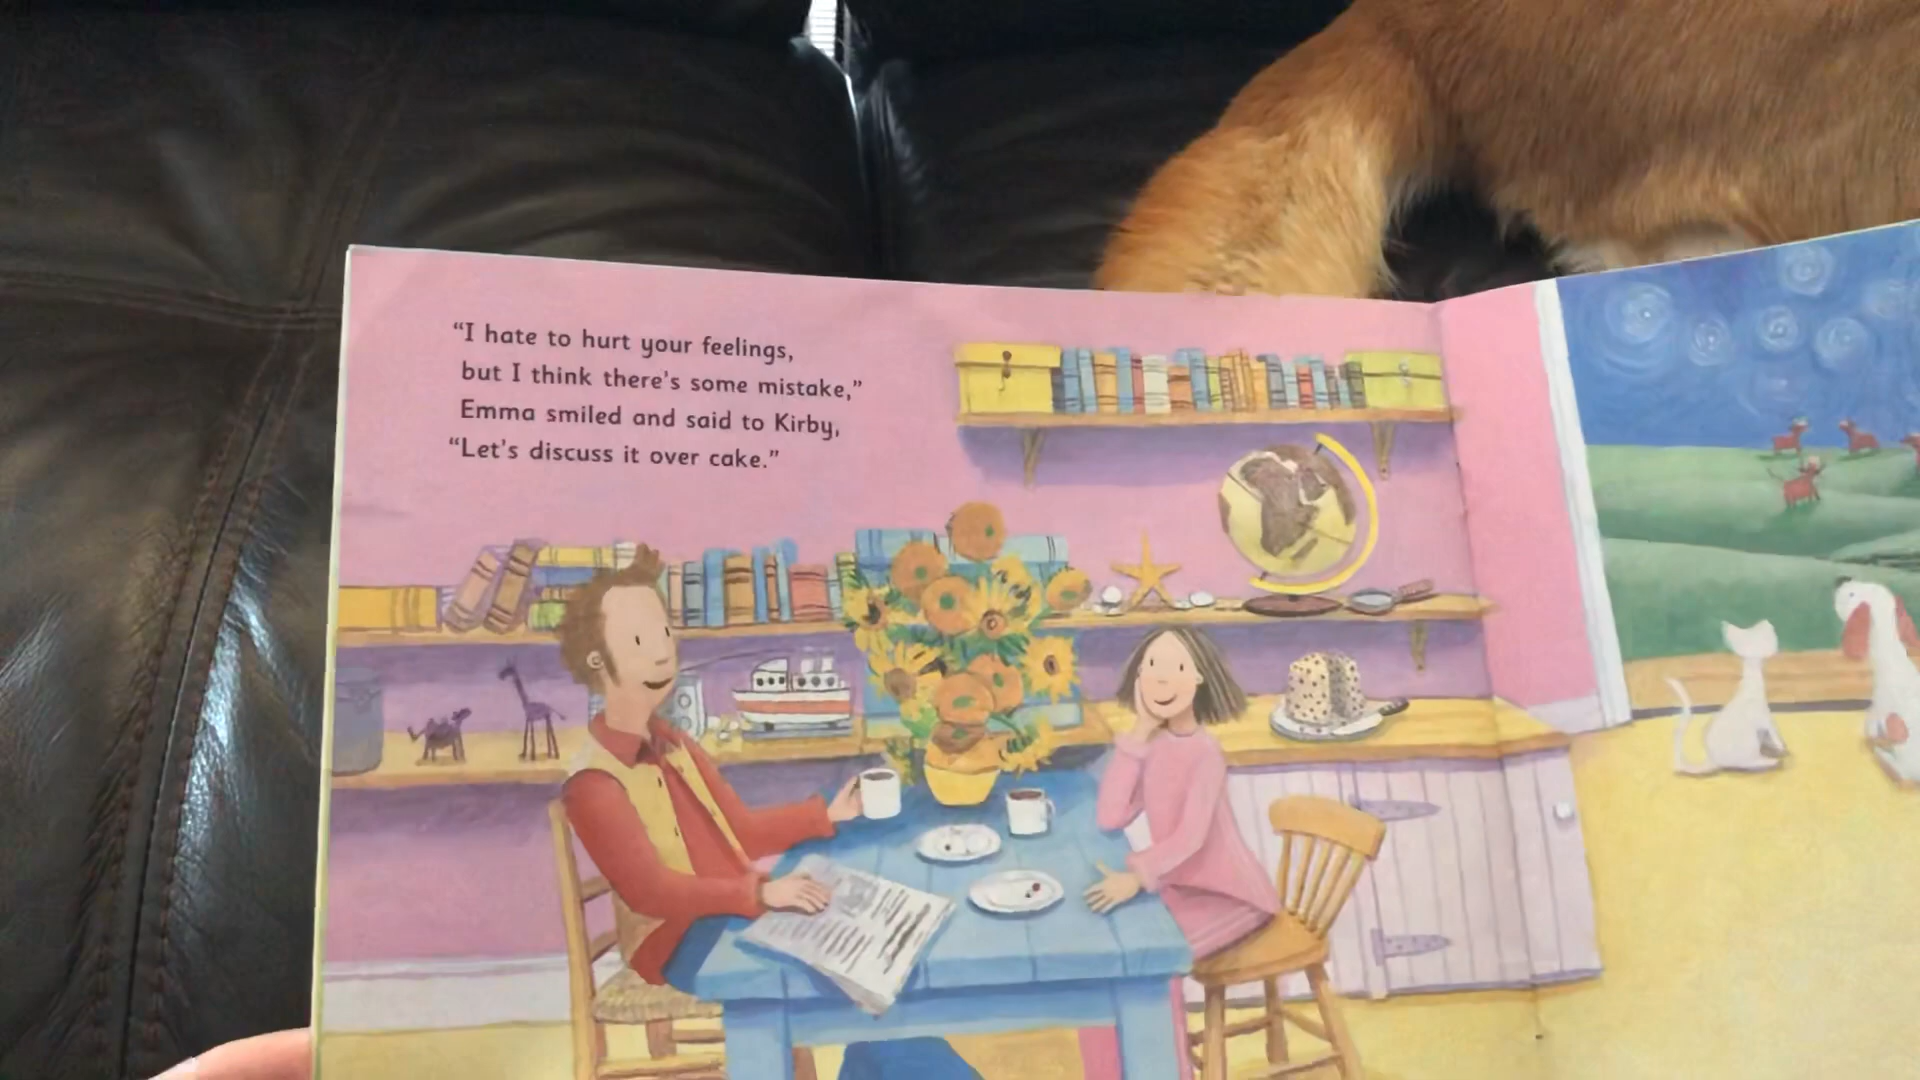 “I hate to hurt your feelings,
but I think there’s some mistake,”
Emma smiled and said to Kirby,
“Let’s discuss it over cake.”